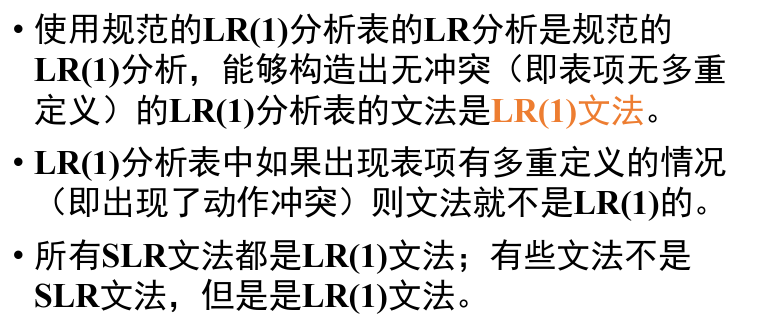 • 使用规范的LR(1)分析表的LR分析是规范的
LR(1)分析，能够构造出无冲突（即表项无多重
定义）的LR(1)分析表的文法是LR(1)文法。
• LR(1)分析表中如果出现表项有多重定义的情况
（即出现了动作冲突）则文法就不是LR(1)的。
• 所有SLR文法都是LR(1)文法；有些文法不是
SLR文法，但是是LR(1)文法。